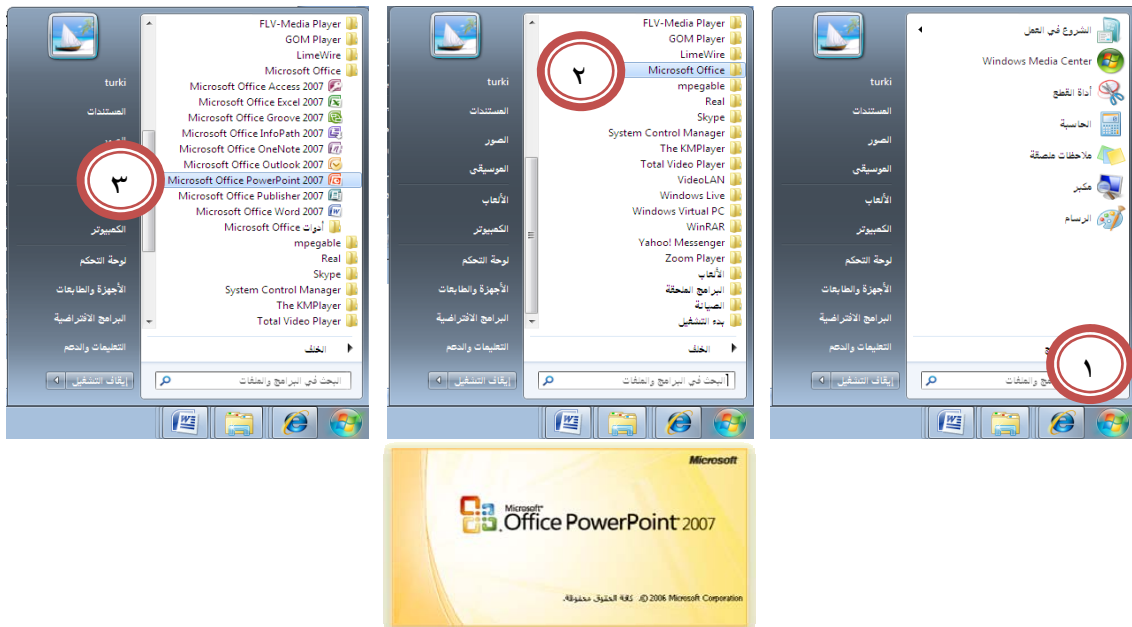 الشروع في العمل
Windows Media Center
أداة القطع
الحاسبة
ملاحظات ملصقة
مكبر
الرسام
turki
المستندات
الصور
الموسيقى
الألعاب
الكمبيوتر
لوحة التحكم
الأجهزة والطابعات
البرامج الافتراضية
التعليمات والدعم
إيقاف التشغيل
١
FLV-Media Player
GOM Player
LimeWire
Microsoft Office
mpegable
Real
Skype
System Control Manager
The KMPlayer
Total Video Player
VideoLAN
Windows Live
Windows Virtual PC
WinRAR
Yahoo! Messenger
Zoom Player
الألعاب
البرامج الملحقة
الصيانة
بدء التشغيل
الخلف
البحث في البرامج والملفات
turki
المستندات
الصور
الموسيقى
الألعاب
الكمبيوتر
لوحة التحكم
الأجهزة والطابعات
البرامج الافتراضية
التعليمات والدعم
إيقاف التشغيل
٢
FLV-Media Player
GOM Player
LimeWire
Microsoft Office
Microsoft Office Access 2007
Microsoft Office Excel 2007
Microsoft Office Groove 2007
Microsoft Office InfoPath 2007
Microsoft Office OneNote 2007
Microsoft Office Outlook 2007
Microsoft Office PowerPoint 2007
Microsoft Office Publisher 2007
Microsoft Office Word 2007
أدوات Microsoft Office
mpegable
Real
Skype
System Control Manager
The KMPlayer
Total Video Player
الخلف
البحث في البرامج والملفات
turki
المستندات
الكمبيوتر
لوحة التحكم
الأجهزة والطابعات
البرامج الافتراضية
التعليمات والدعم
إيقاف التشغيل
٣
Microsoft
Microsoft®
Office PowerPoint 2007
© 2006 Microsoft Corporation. كافة الحقوق محفوظة.